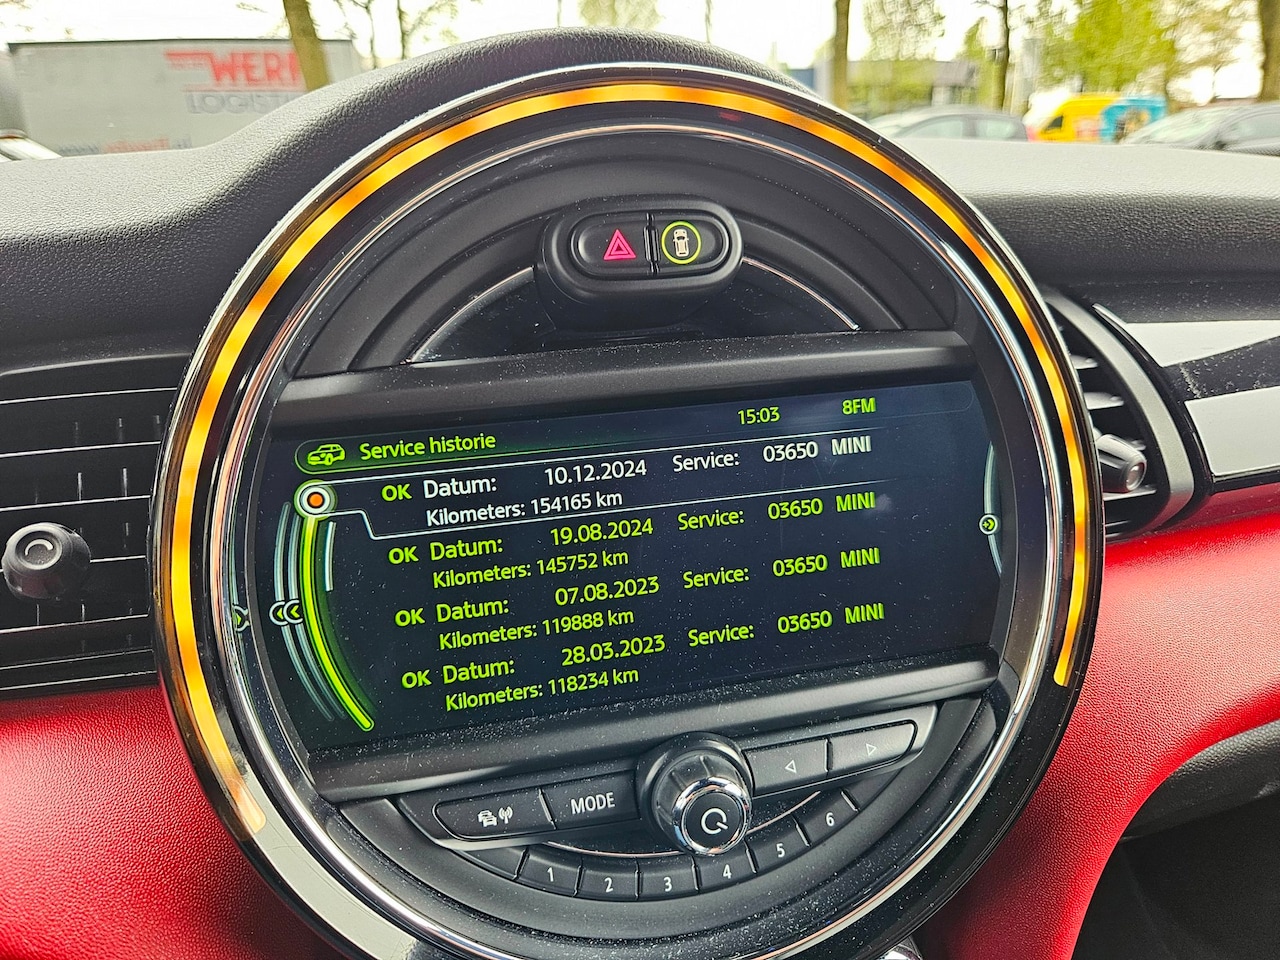 WERN
LOGIST
15:03 8FM
Service historie
OK Datum: 10.12.2024 Service: 03650 MINI
Kilometers: 154165 km
OK Datum: 19.08.2024 Service: 03650 MINI
Kilometers: 145752 km
OK Datum: 07.08.2023 Service: 03650 MINI
Kilometers: 119888 km
OK Datum: 28.03.2023 Service: 03650 MINI
Kilometers: 118234 km
MODE
1 2 3 4 5 6